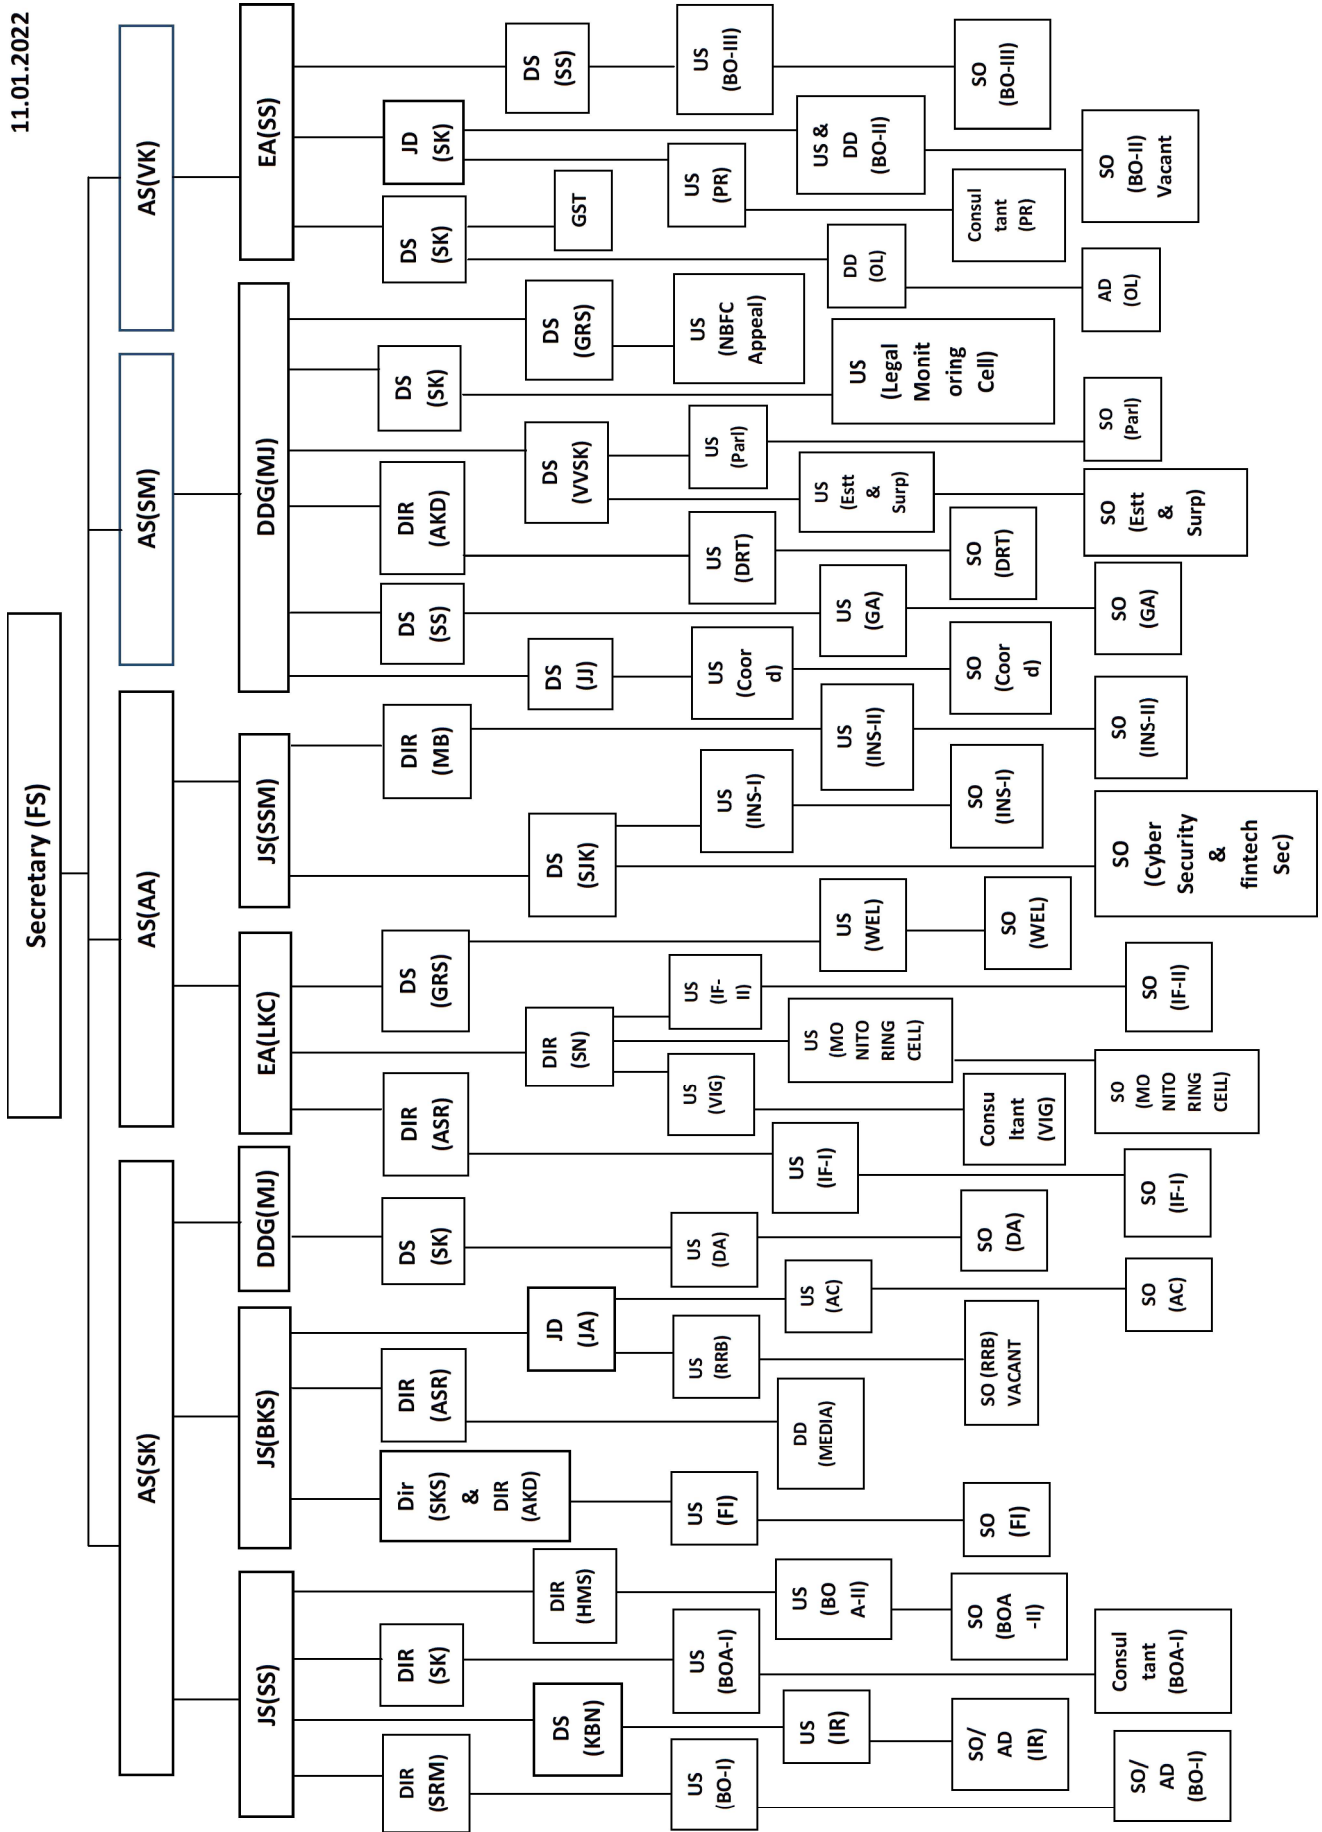 11.01.2022
Secretary (FS)
AS(SK)
AS(AA)
AS(SM)
AS(VK)
JS(SS)
JS(BKS)
DDG(MJ)
EA(LKC)
JS(SSM)
DDG(MJ)
EA(SS)
DIR
(SRMI)
DIR
(SK)
Dir
(SKS)
&
DIR
(AKD)
DIR
(ASR)
DS
(SK)
DIR
(ASR)
DS
(GRS)
DIR
(MB)
DS
(SS)
DIR
(AKD)
DS
(SK)
DS
(SK)
JD
(SK)
DS
(KBN)
DIR
(HMS)
JD
(JA)
DIR
(SN)
DS
(SJK)
DS
(JJ)
DS
(VVSK)
DS
(GRS)
GST
DS
(SS)
US
(BO-I)
US
(BOA-I)
US
(FI)
US
(RRB)
US
(DA)
US
(VIG)
US
(IF-
II)
US
(INS-I)
US
(Coor
d)
US
(DRT)
US
(Parl)
US
(NBFC
Appeal)
US
(PR)
US
(BO-III)
US
(IR)
US
(BO
A-II)
DD
(MEDIA)
US
(AC)
US
(IF-I)
US
(MO
NITO
RING
CELL)
US
(WEL)
US
(INS-II)
US
(GA)
US
(Estt
&
Surp)
US
(Legal
Monit
oring
Cell)
DD
(OL)
US &
DD
(BO-II)
SO/
AD
(IR)
SO
(BOA
-II)
SO
(FI)
SO (RRB)
VACANT
SO
(DA)
Consu
ltant
(VIG)
SO
(WEL)
SO
(INS-I)
SO
(Coor
d)
SO
(DRT)
Consul
tant
(PR)
SO
(BO-III)
SO/
AD
(BO-I)
Consul
tant
(BOA-I)
SO
(AC)
SO
(IF-I)
SO
(MO
NITO
RING
CELL)
SO
(IF-II)
SO
(Cyber
Security
&
fintech
Sec)
SO
(INS-II)
SO
(GA)
SO
(Estt
&
Surp)
SO
(Parl)
AD
(OL)
SO
(BO-II)
Vacant